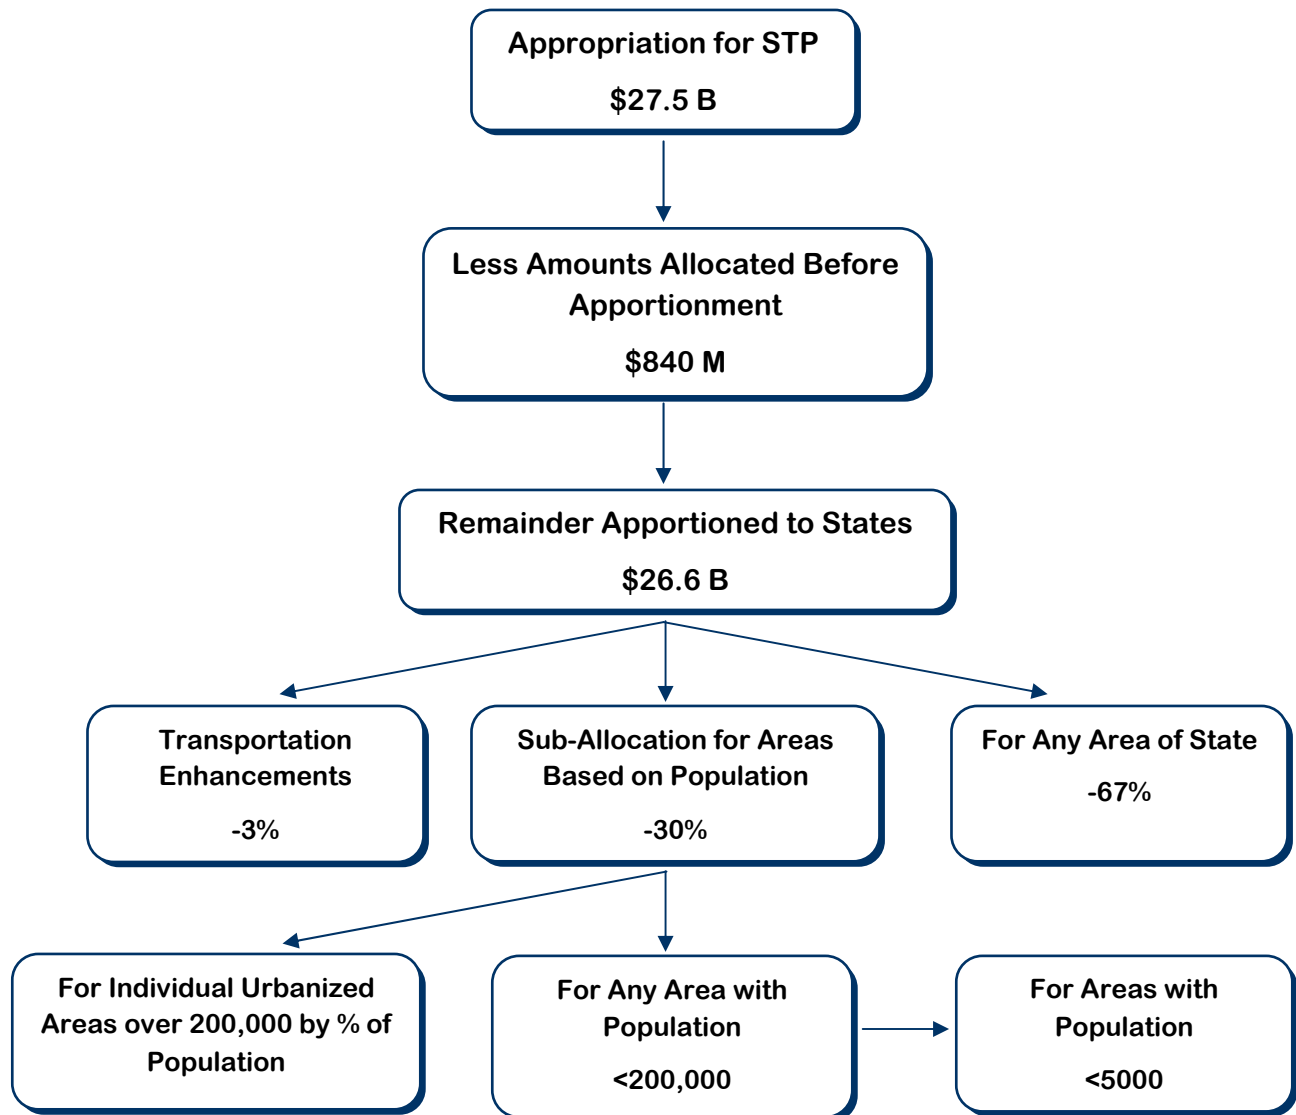 Appropriation for STP
$27.5 B
Less Amounts Allocated Before
Apportionment
$840 M
Remainder Apportioned to States
$26.6 B
Transportation
Enhancements
-3%
Sub-Allocation for Areas
Based on Population
-30%
For Any Area of State
-67%
For Individual Urbanized
Areas over 200,000 by % of
Population
For Any Area with
Population
<200,000
For Areas with
Population
<5000